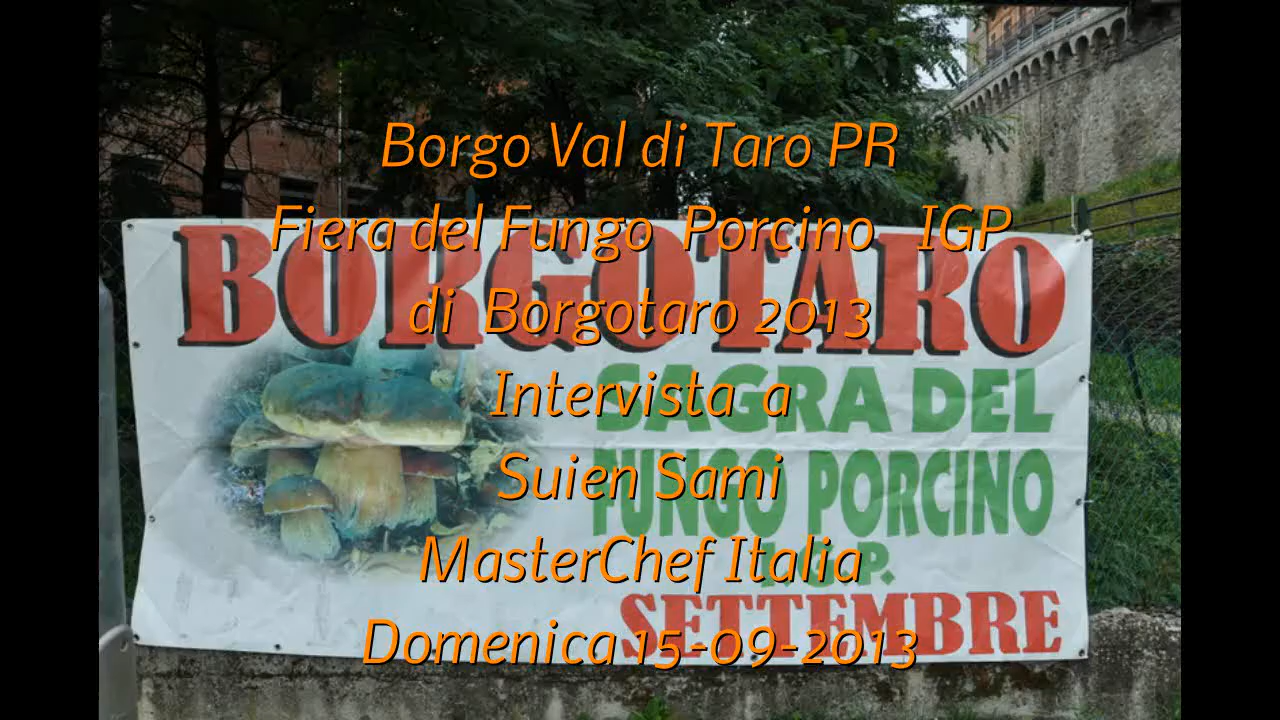 Borgo Val di Taro PR
Fiera del Fungo Porcino IGP
BORGOTARO
di Borgotaro 2013
Intervista a
SAGRA DEL
Suien Sami
FUNGO PORCINO
MasterChef Italia
I.G.P.
SETTEMBRE
Domenica 15-09-2013